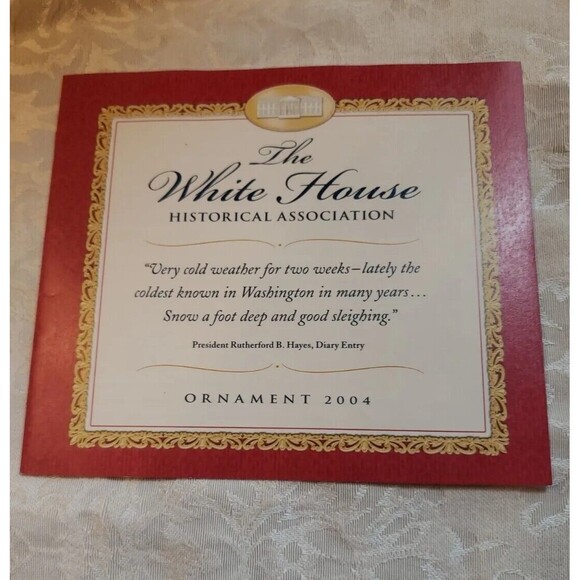 The
White House
HISTORICAL ASSOCIATION
“Very cold weather for two weeks–lately the
coldest known in Washington in many years…
Snow a foot deep and good sleighing.”
President Rutherford B. Hayes, Diary Entry
ORNAMENT 2004